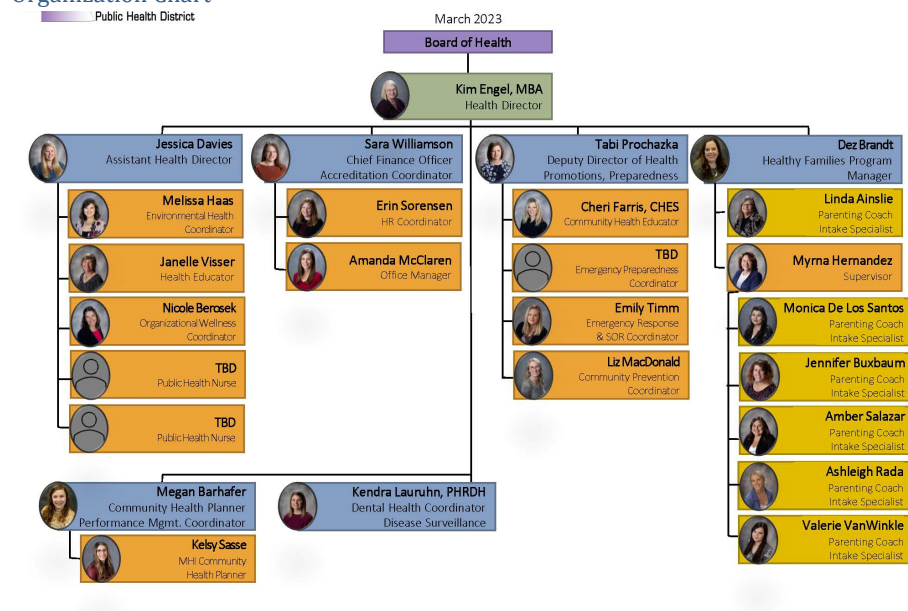 Organization Chart
Public Health District
March 2023
Board of Health
Kim Engel, MBA
Health Director
Jessica Davies
Assistant Health Director
Melissa Haas
Environmental Health
Coordinator
Janelle Visser
Health Educator
Nicole Berosek
Organizational Wellness
Coordinator
TBD
Public Health Nurse
TBD
Public Health Nurse
Sara Williamson
Chief Finance Officer
Accreditation Coordinator
Erin Sorensen
HR Coordinator
Amanda McClaren
Office Manager
Tabi Prochazka
Deputy Director of Health
Promotions, Preparedness
Cheri Farris, CHES
Community Health Educator
TBD
Emergency Preparedness
Coordinator
Emily Timm
Emergency Response
& SOR Coordinator
Liz MacDonald
Community Prevention
Coordinator
Dez Brandt
Healthy Families Program
Manager
Linda Ainslie
Parenting Coach
Intake Specialist
Myrna Hernandez
Supervisor
Monica De Los Santos
Parenting Coach
Intake Specialist
Jennifer Buxbaum
Parenting Coach
Intake Specialist
Amber Salazar
Parenting Coach
Intake Specialist
Ashleigh Rada
Parenting Coach
Intake Specialist
Valerie VanWinkle
Parenting Coach
Intake Specialist
Megan Barhafer
Community Health Planner
Performance Mgmt. Coordinator
Kelsy Sasse
MHI Community
Health Planner
Kendra Lauruhn, PHRDH
Dental Health Coordinator
Disease Surveillance